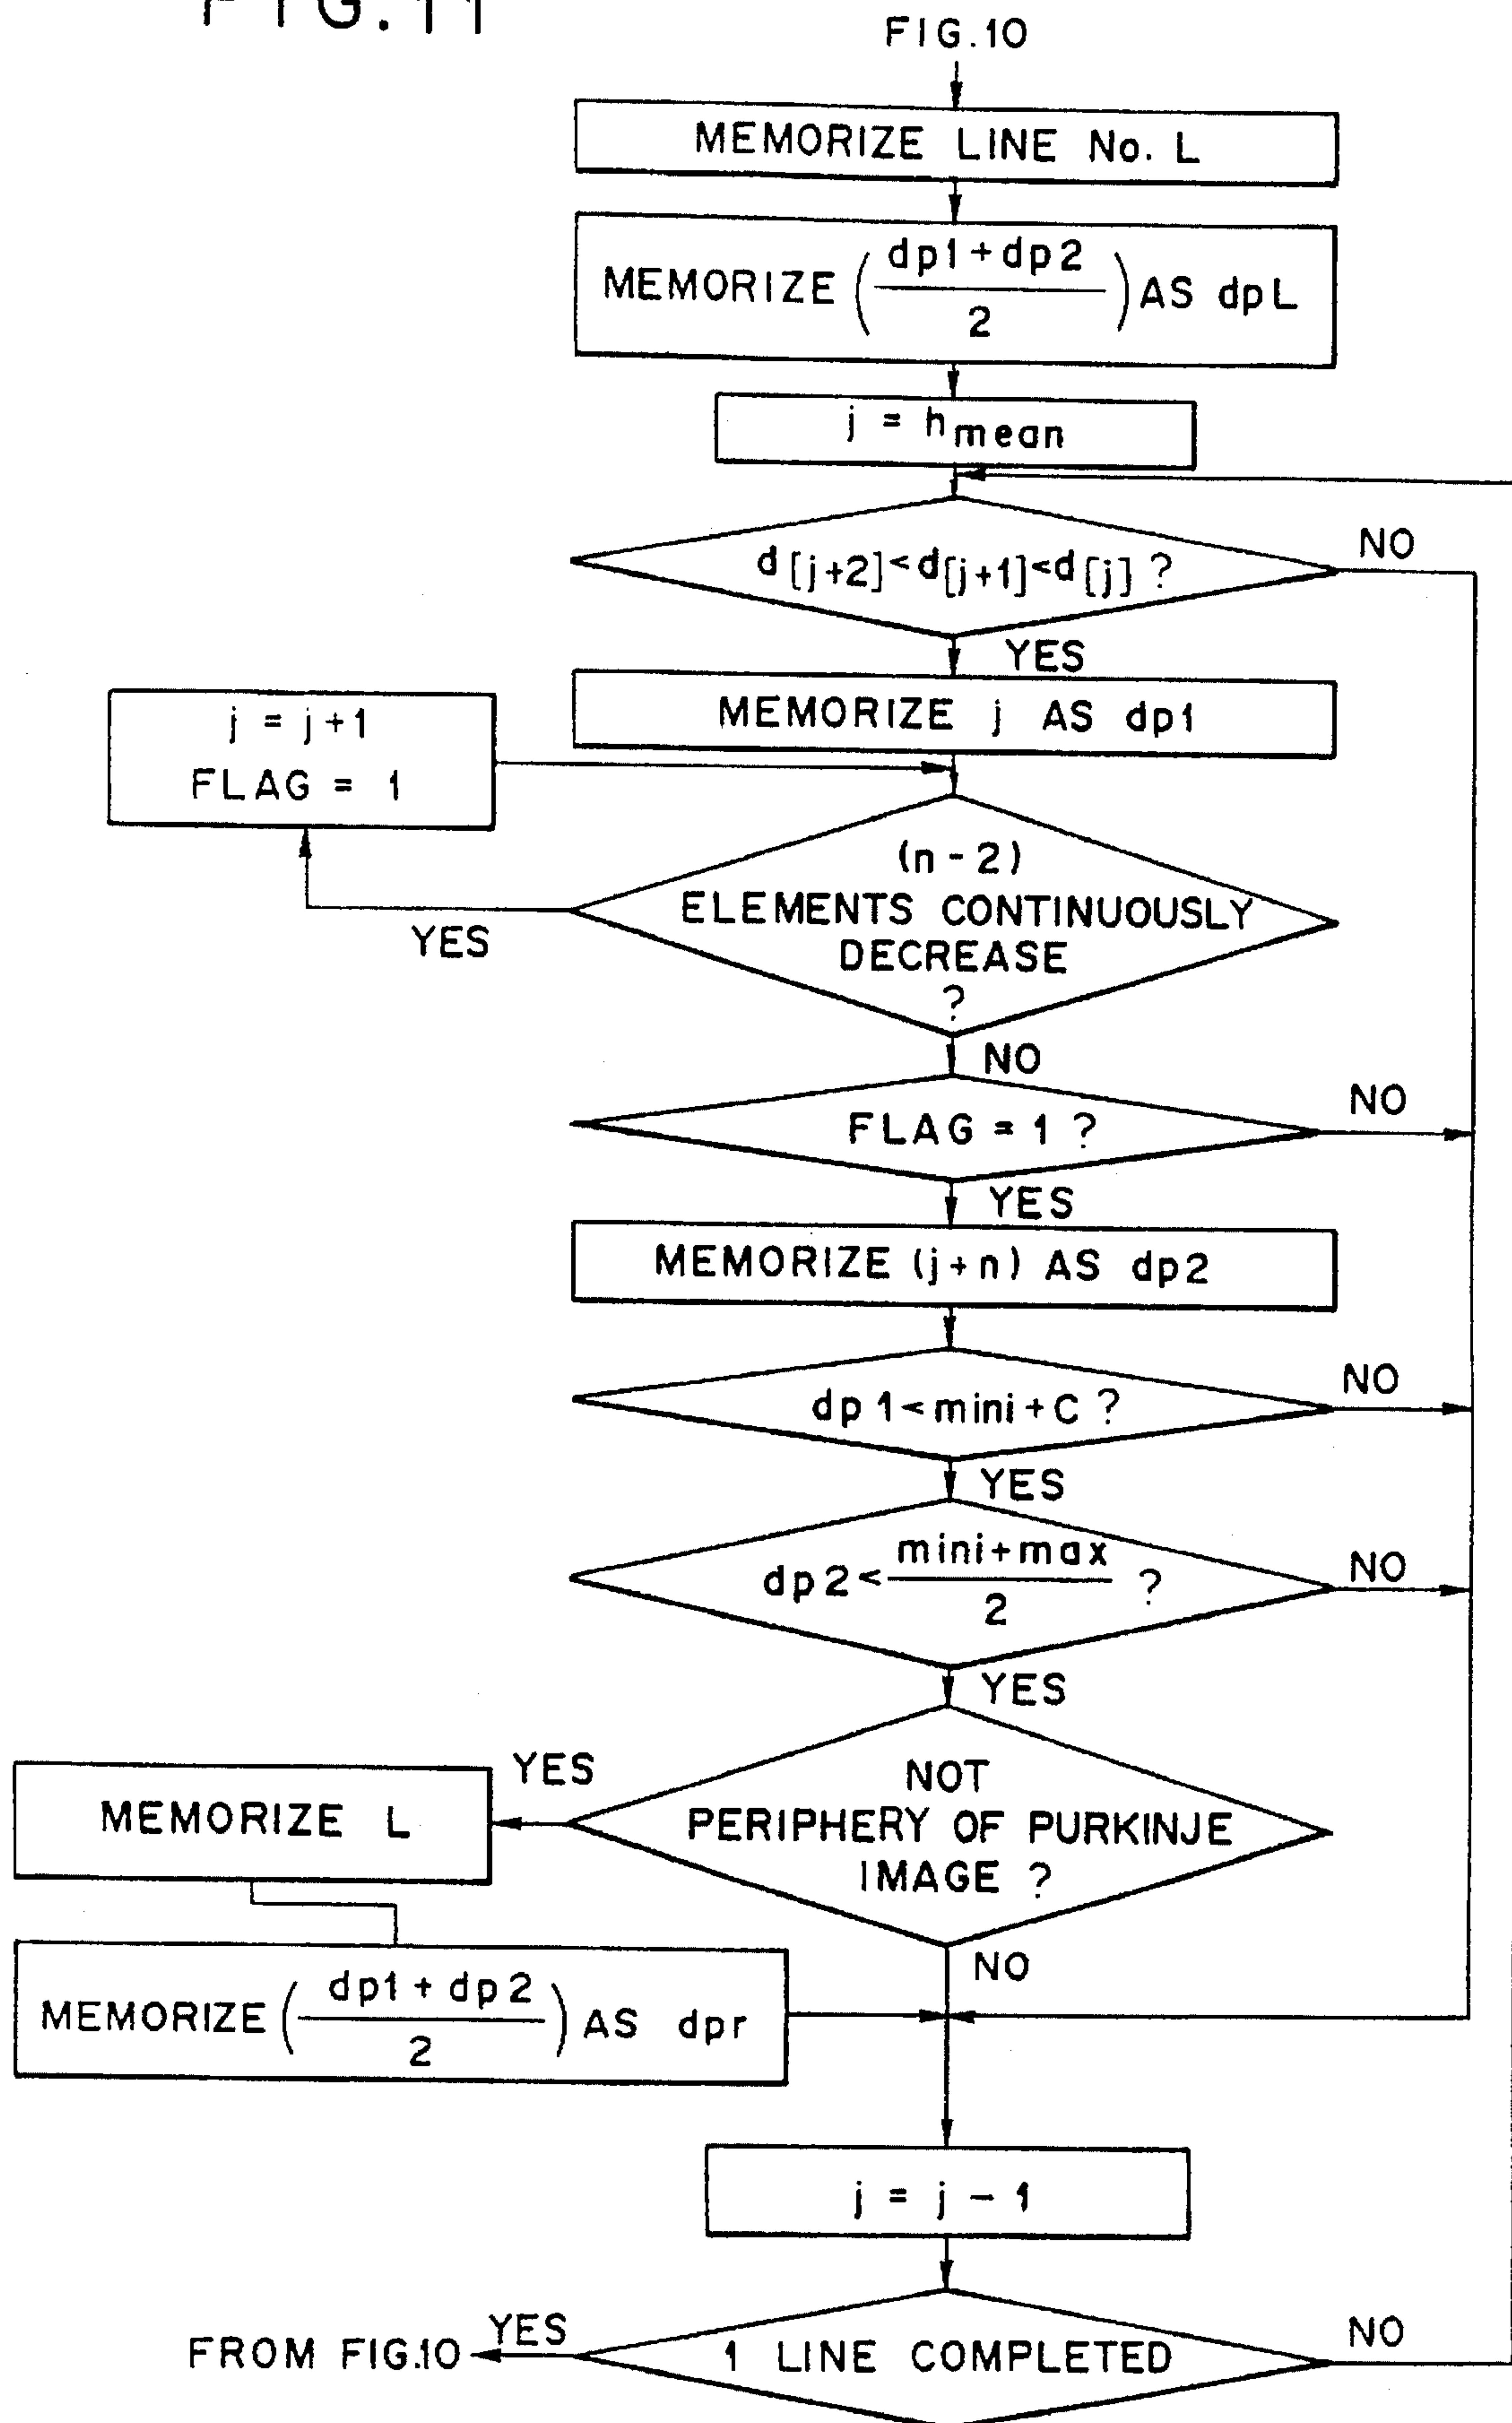 FIG.11
FIG.10
MEMORIZE LINE No. L
MEMORIZE (dp1+dp2 / 2) AS dpL
j = hmean
d[j+2]<d[j+1]<d[j] ?
NO
YES
MEMORIZE j AS dp1
j = j+1
FLAG = 1
(n-2)
ELEMENTS CONTINUOUSLY
DECREASE
?
YES
NO
FLAG = 1 ?
NO
YES
MEMORIZE (j+n) AS dp2
dp1<mini+C ?
NO
YES
dp2< mini+max / 2 ?
NO
YES
NOT
PERIPHERY OF PURKINJE
IMAGE ?
YES
MEMORIZE L
NO
MEMORIZE (dp1+dp2 / 2) AS dpr
j = j - 1
1 LINE COMPLETED
NO
YES
FROM FIG.10